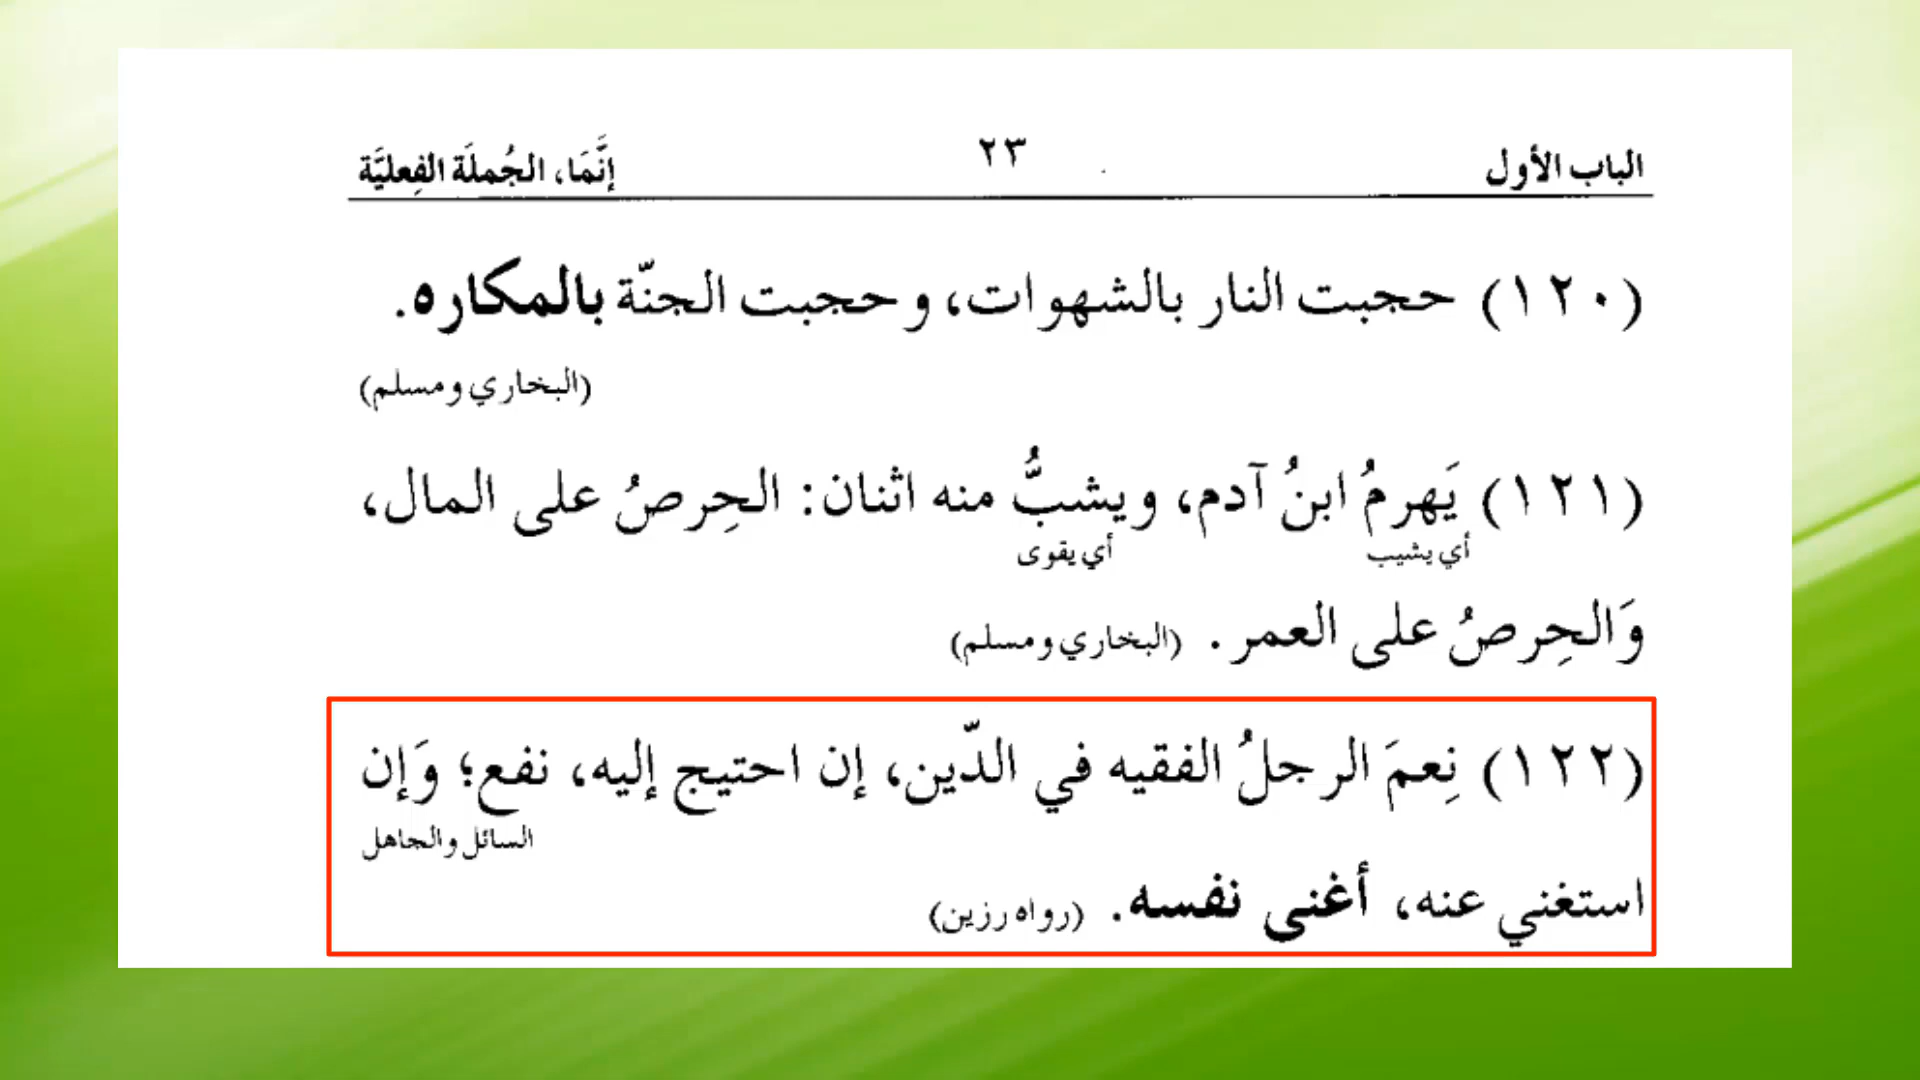 الباب الأول ٢٣ إنَّمَا، الجُملَة الفِعليَّة
(١٢٠) حجبت النار بالشهوات، وحجبت الجنّة بالمكاره.
(البخاري ومسلم)
(١٢١) يَهرمُ ابنُ آدم، ويشبُّ منه اثنان: الحِرصُ على المال،
أي يشيب أي يقوى
وَالحِرصُ على العمر. (البخاري ومسلم)
(١٢٢) نِعمَ الرجلُ الفقيه في الدّين، إن احتيج إليه، نفع؛ وَإن
السائل والجاهل
استغني عنه، أغنى نفسه. (رواه رزين)